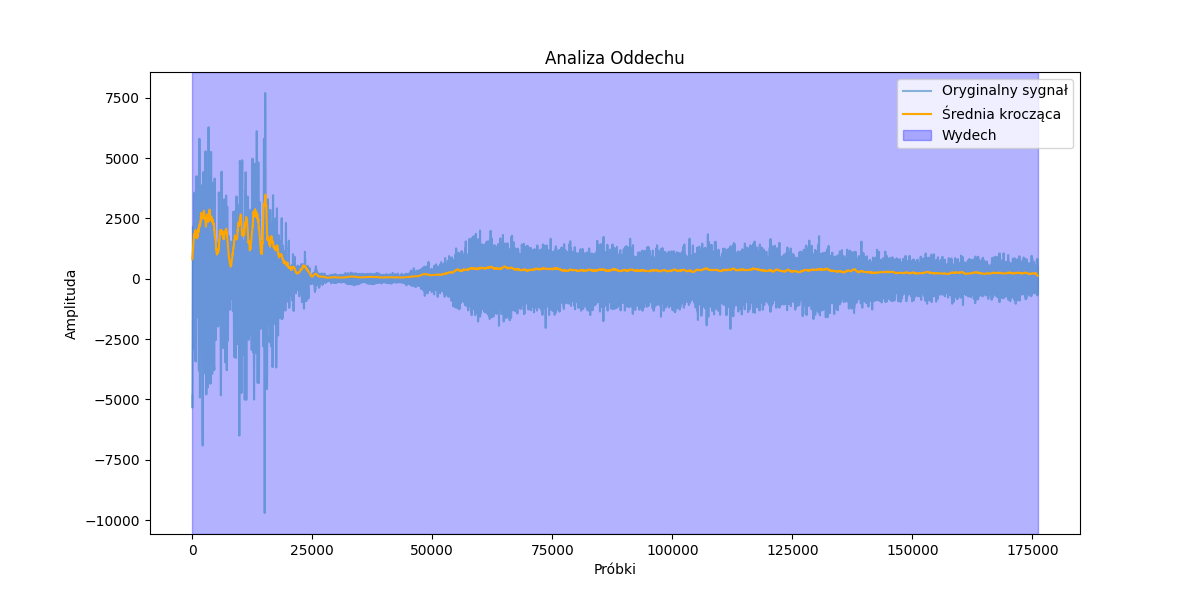 Analiza Oddechu
Oryginalny sygnał
Średnia krocząca
Wydech
Amplituda
7500
5000
2500
0
−2500
−5000
−7500
−10000
0 25000 50000 75000 100000 125000 150000 175000
Próbki